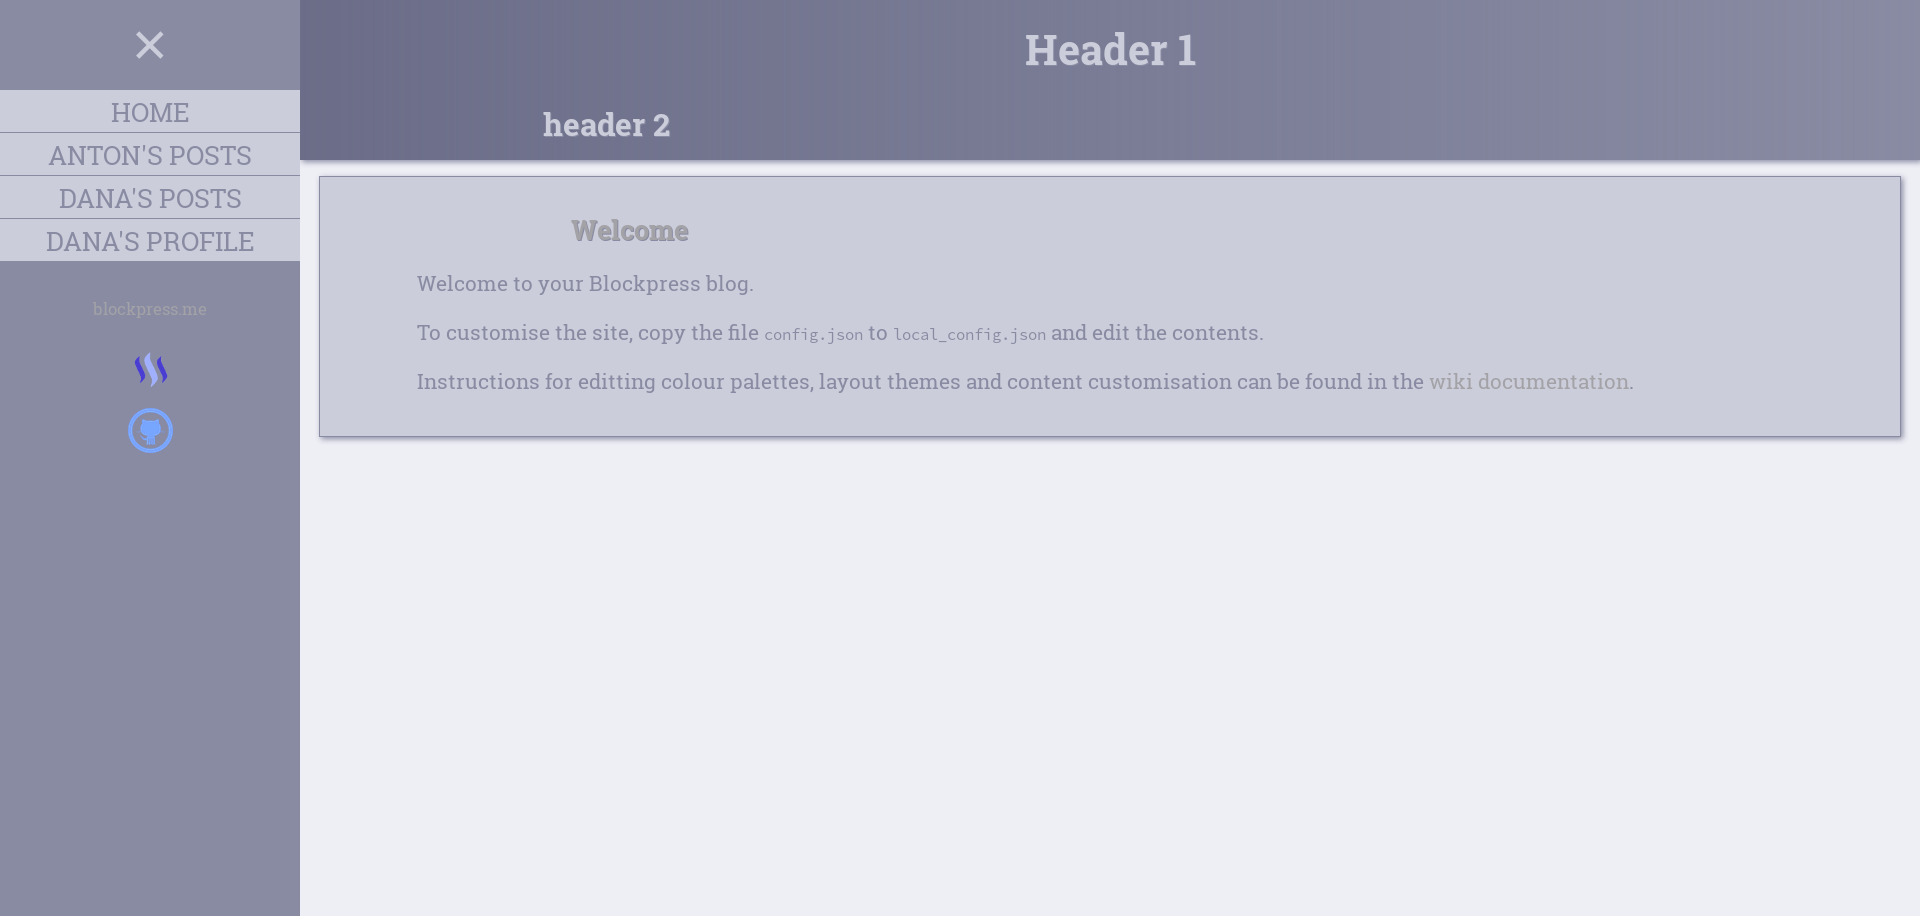 HOME
ANTON'S POSTS
DANA'S POSTS
DANA'S PROFILE
blockpress.me
Header 1
header 2
Welcome
Welcome to your Blockpress blog.
To customise the site, copy the file config.json to local_config.json and edit the contents.
Instructions for editting colour palettes, layout themes and content customisation can be found in the wiki documentation.